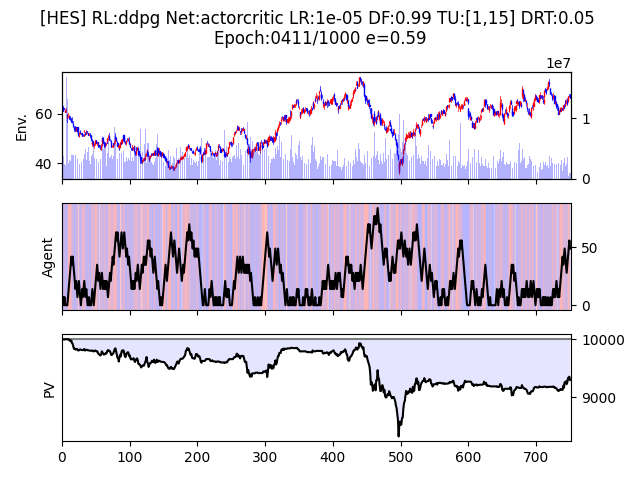 [HES] RL:ddpg Net:actorcritic LR:1e-05 DF:0.99 TU:[1,15] DRT:0.05
Epoch:0411/1000 e=0.59
1e7
Env.
60
40
1
0
Agent
50
0
PV
10000
9000
0 100 200 300 400 500 600 700